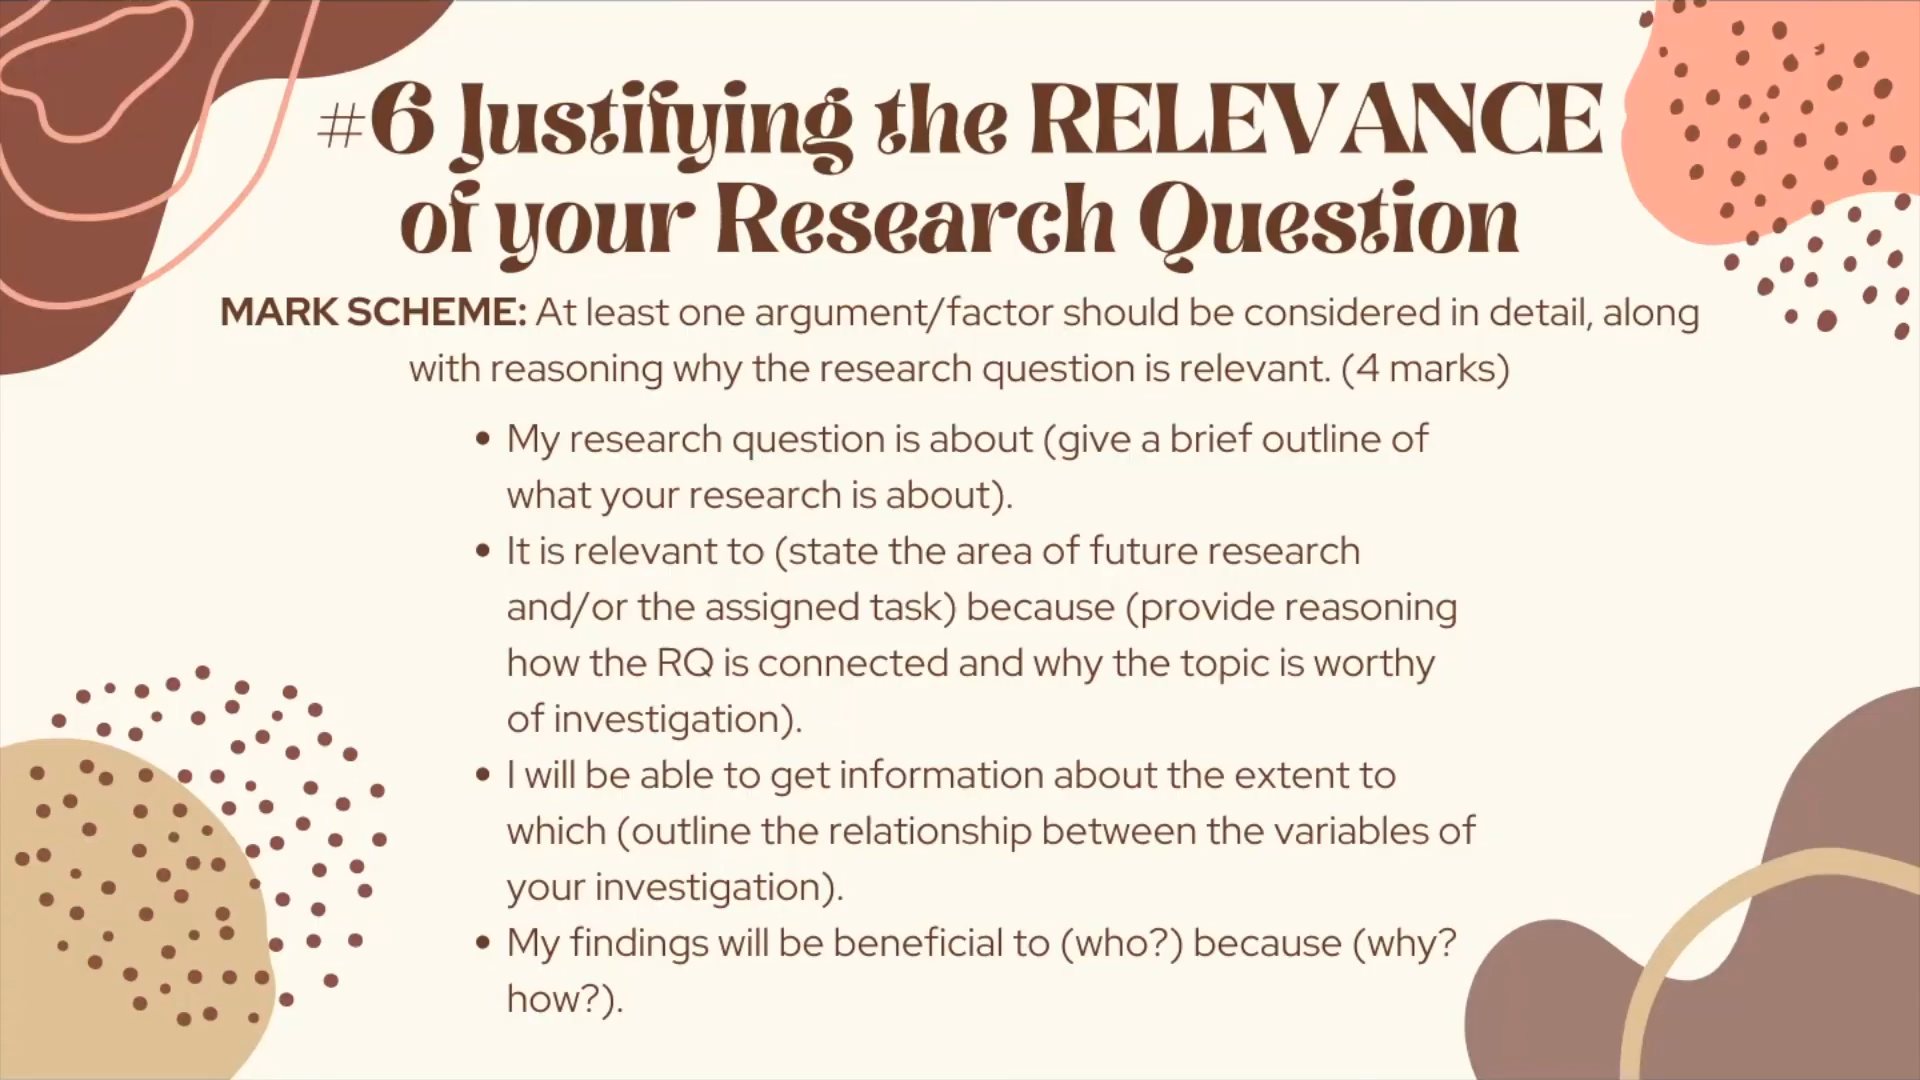 #6 Justifying the RELEVANCE
of your Research Question
MARK SCHEME: At least one argument/factor should be considered in detail, along
with reasoning why the research question is relevant. (4 marks)
• My research question is about (give a brief outline of
what your research is about).
• It is relevant to (state the area of future research
and/or the assigned task) because (provide reasoning
how the RQ is connected and why the topic is worthy
of investigation).
• I will be able to get information about the extent to
which (outline the relationship between the variables of
your investigation).
• My findings will be beneficial to (who?) because (why?
how?).